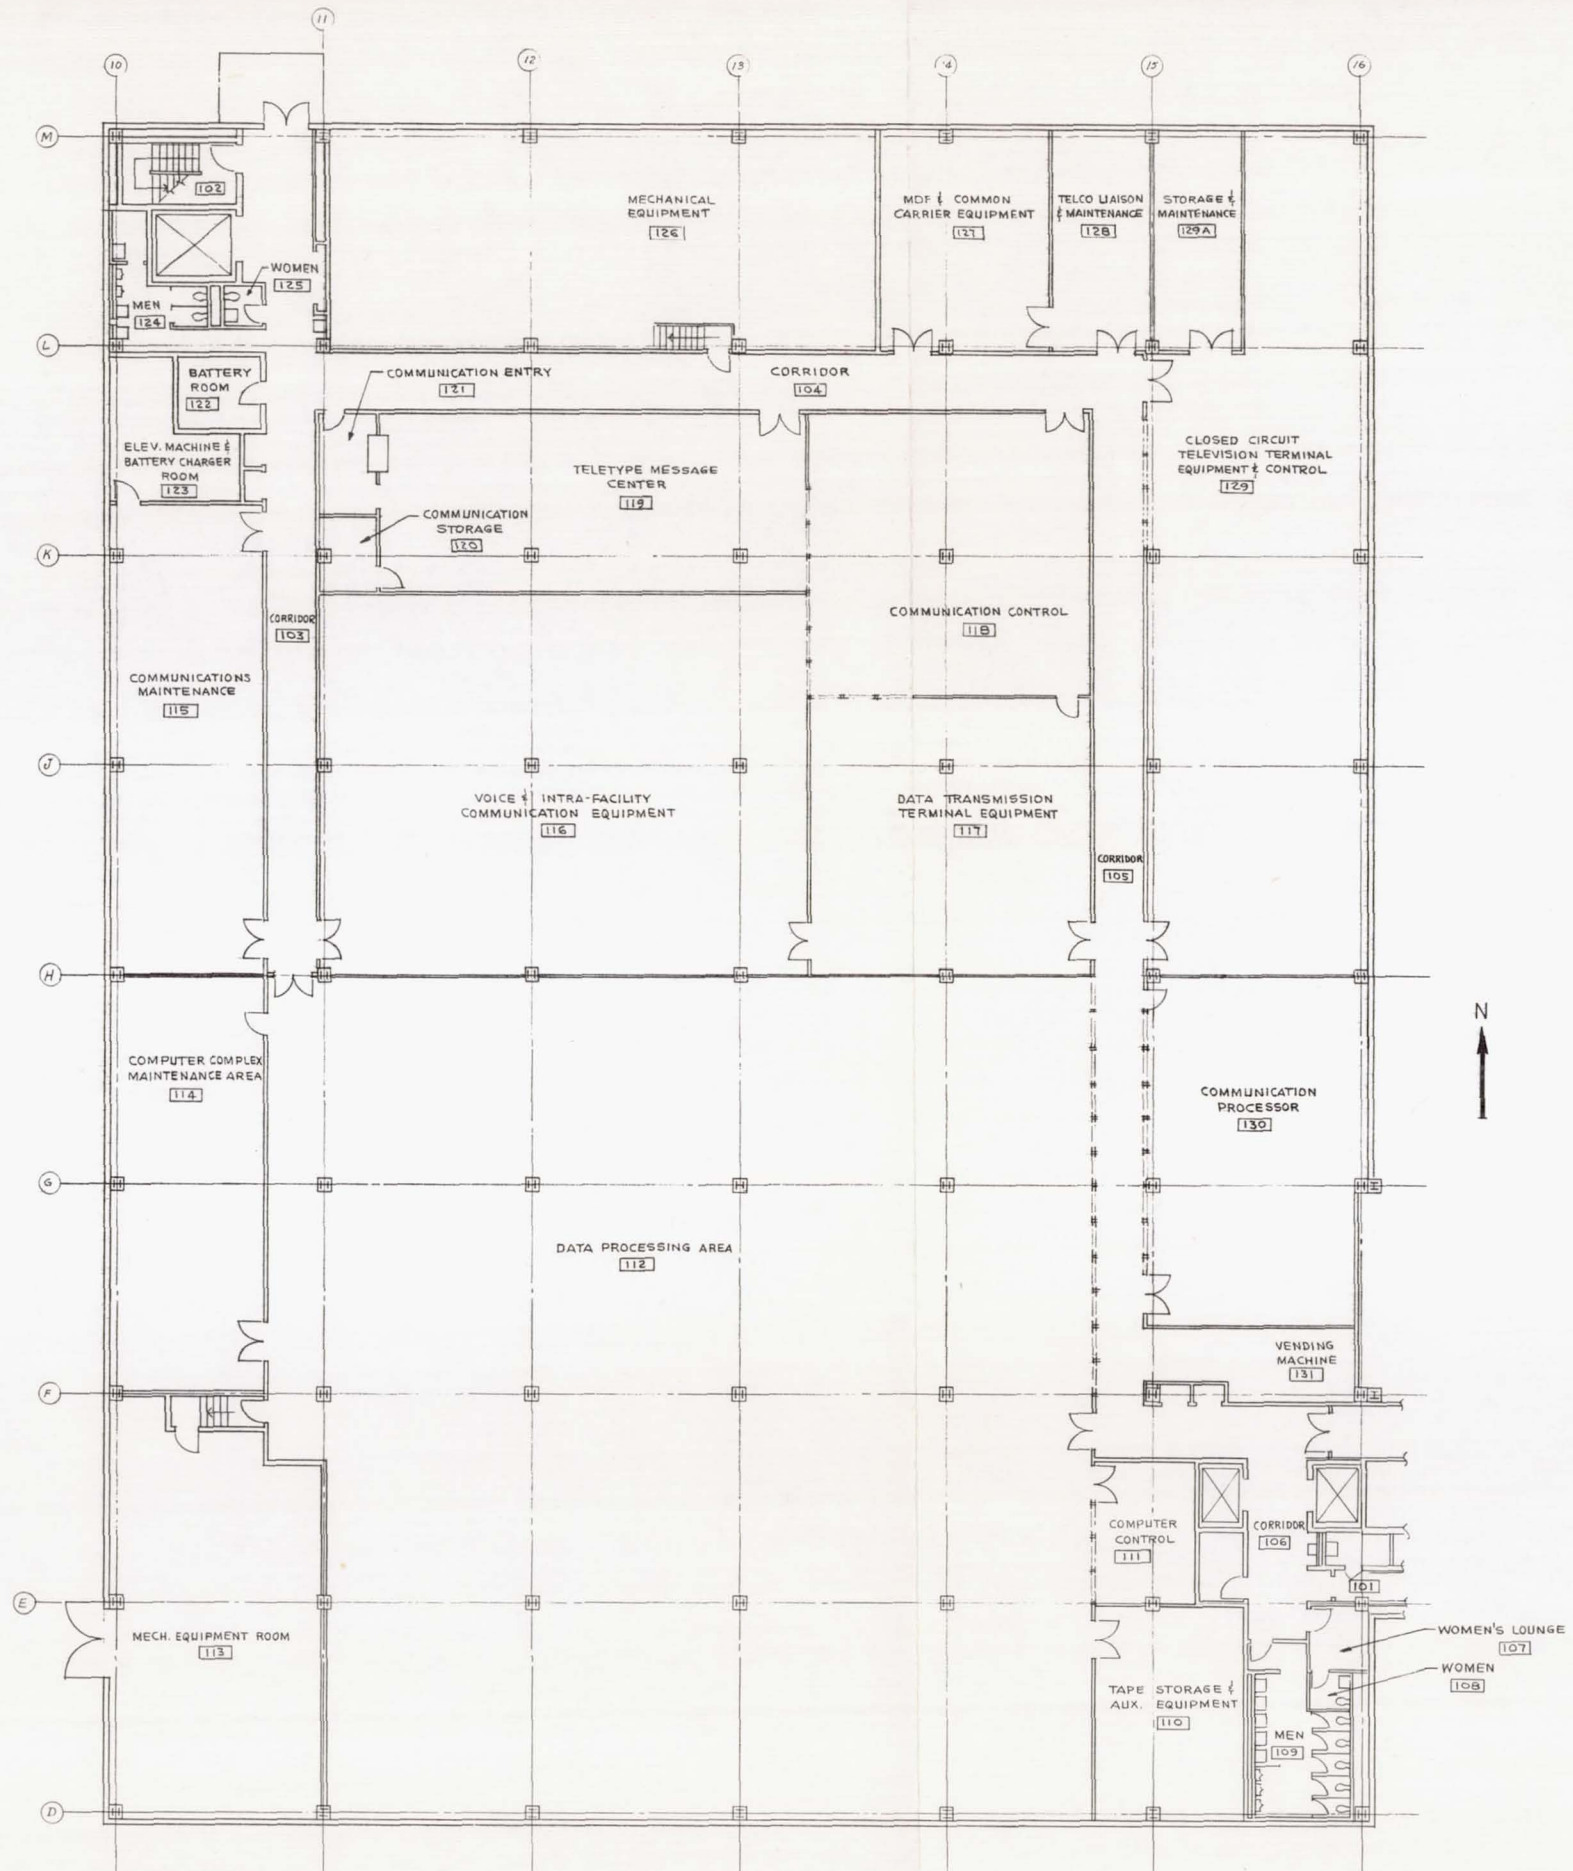 11
10
12
13
14
15
16
M
102
MECHANICAL
EQUIPMENT
126
MDF & COMMON
CARRIER EQUIPMENT
127
TELCO LIAISON
& MAINTENANCE
128
STORAGE &
MAINTENANCE
129A
WOMEN
125
MEN
124
L
BATTERY
ROOM
122
COMMUNICATION ENTRY
121
CORRIDOR
104
ELEV. MACHINE &
BATTERY CHARGER
ROOM
123
TELETYPE MESSAGE
CENTER
119
CLOSED CIRCUIT
TELEVISION TERMINAL
EQUIPMENT & CONTROL
129
COMMUNICATION
STORAGE
120
K
CORRIDOR
103
COMMUNICATION CONTROL
118
COMMUNICATIONS
MAINTENANCE
115
J
VOICE & INTRA-FACILITY
COMMUNICATION EQUIPMENT
116
DATA TRANSMISSION
TERMINAL EQUIPMENT
117
CORRIDOR
105
H
N
COMPUTER COMPLEX
MAINTENANCE AREA
114
COMMUNICATION
PROCESSOR
130
G
DATA PROCESSING AREA
112
VENDING
MACHINE
131
F
COMPUTER
CONTROL
111
CORRIDOR
106
101
E
MECH. EQUIPMENT ROOM
113
WOMEN'S LOUNGE
107
WOMEN
108
TAPE STORAGE &
AUX. EQUIPMENT
110
MEN
109
D